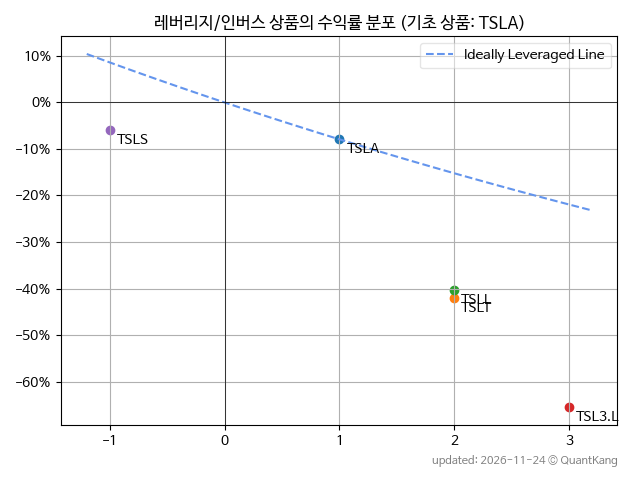 레버리지/인버스 상품의 수익률 분포 (기초 상품: TSLA)
Ideally Leveraged Line
10%
0%
−10%
−20%
−30%
−40%
−50%
−60%
TSLS
TSLA
TSLL
TSLT
TSL3.L
−1
0
1
2
3
updated: 2026-11-24 © QuantKang